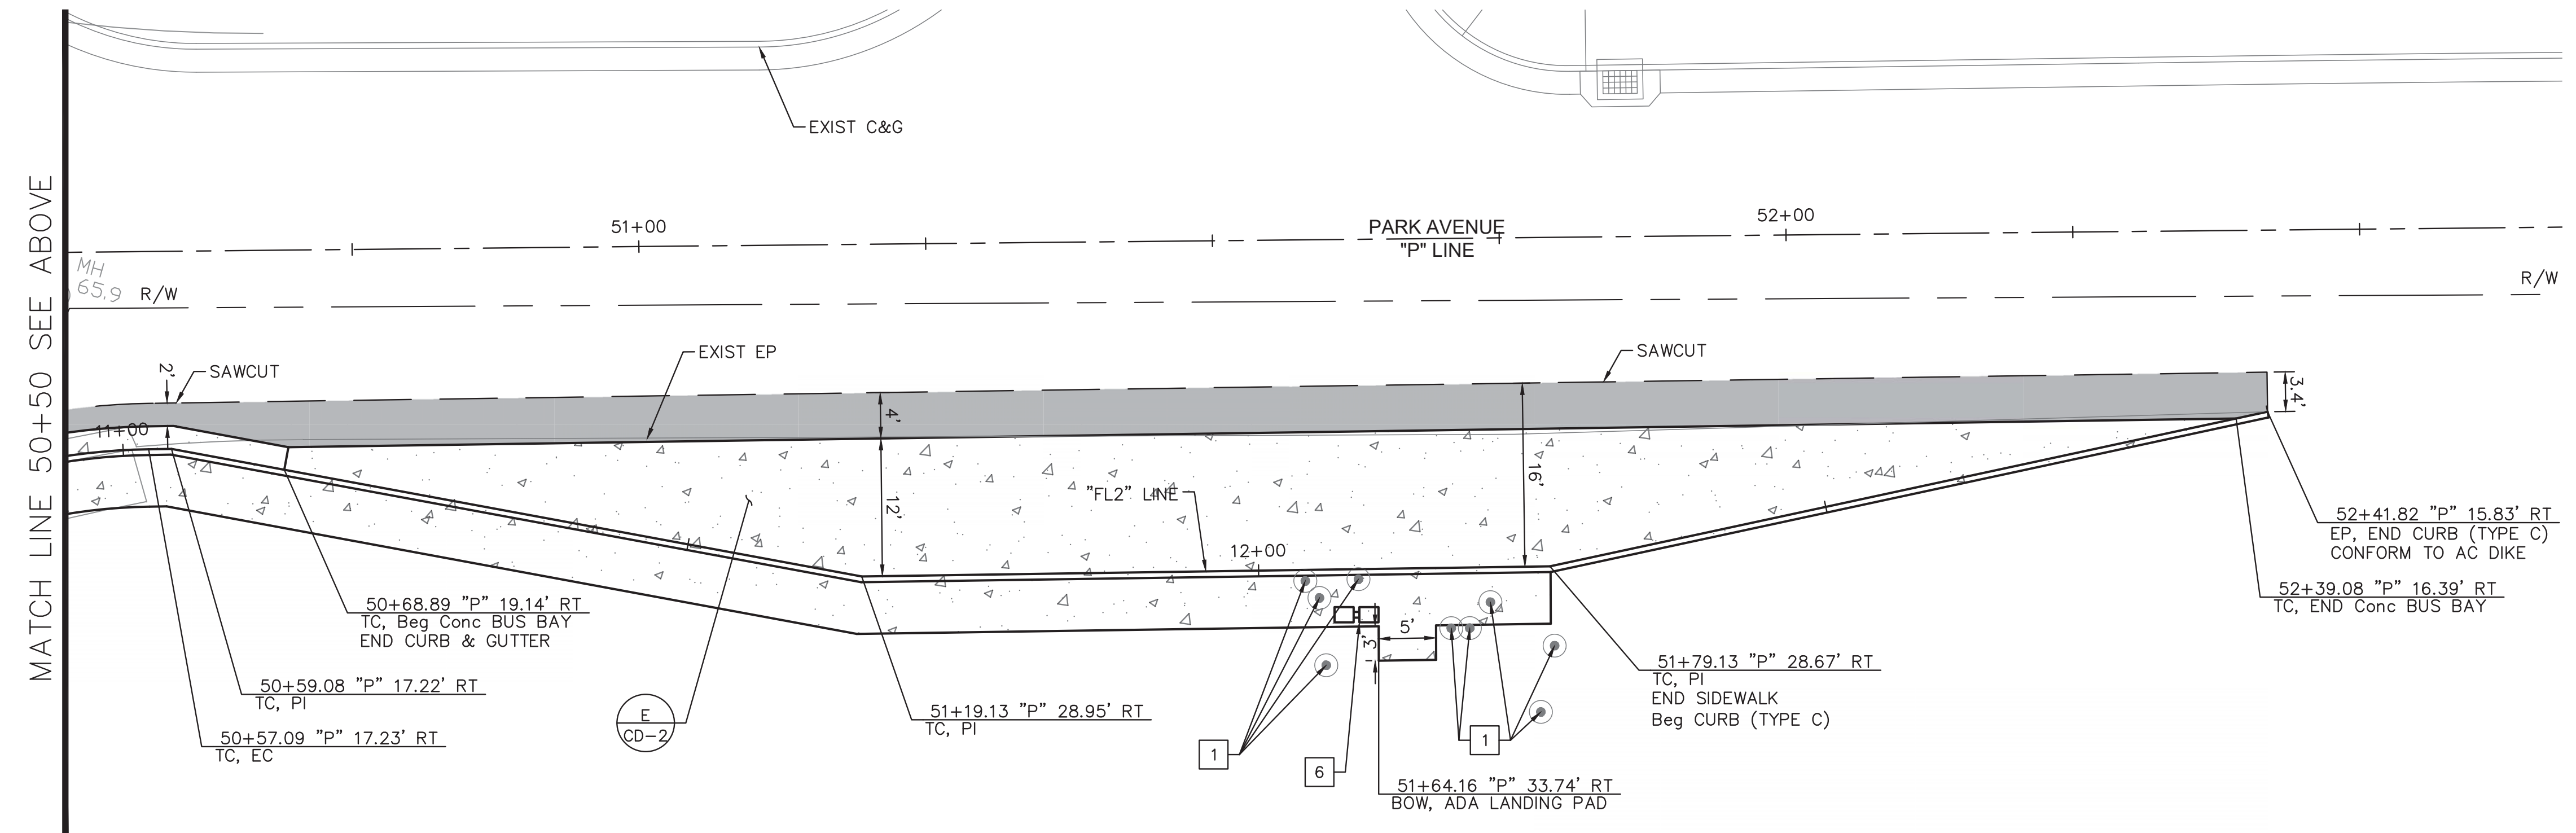 EXIST C&G
51+00
PARK AVENUE
"P" LINE
52+00
MATCH LINE 50+50 SEE ABOVE
MH
65.9
R/W
R/W
2'
SAWCUT
EXIST EP
SAWCUT
4'
3.4'
11+00
12'
"FL2" LINE
12+00
16'
52+41.82 "P" 15.83' RT
EP, END CURB (TYPE C)
CONFORM TO AC DIKE
52+39.08 "P" 16.39' RT
TC, END Conc BUS BAY
50+68.89 "P" 19.14' RT
TC, Beg Conc BUS BAY
END CURB & GUTTER
5'
3'
50+59.08 "P" 17.22' RT
TC, PI
50+57.09 "P" 17.23' RT
TC, EC
E
CD-2
51+19.13 "P" 28.95' RT
TC, PI
51+79.13 "P" 28.67' RT
TC, PI
END SIDEWALK
Beg CURB (TYPE C)
1
6
1
51+64.16 "P" 33.74' RT
BOW, ADA LANDING PAD